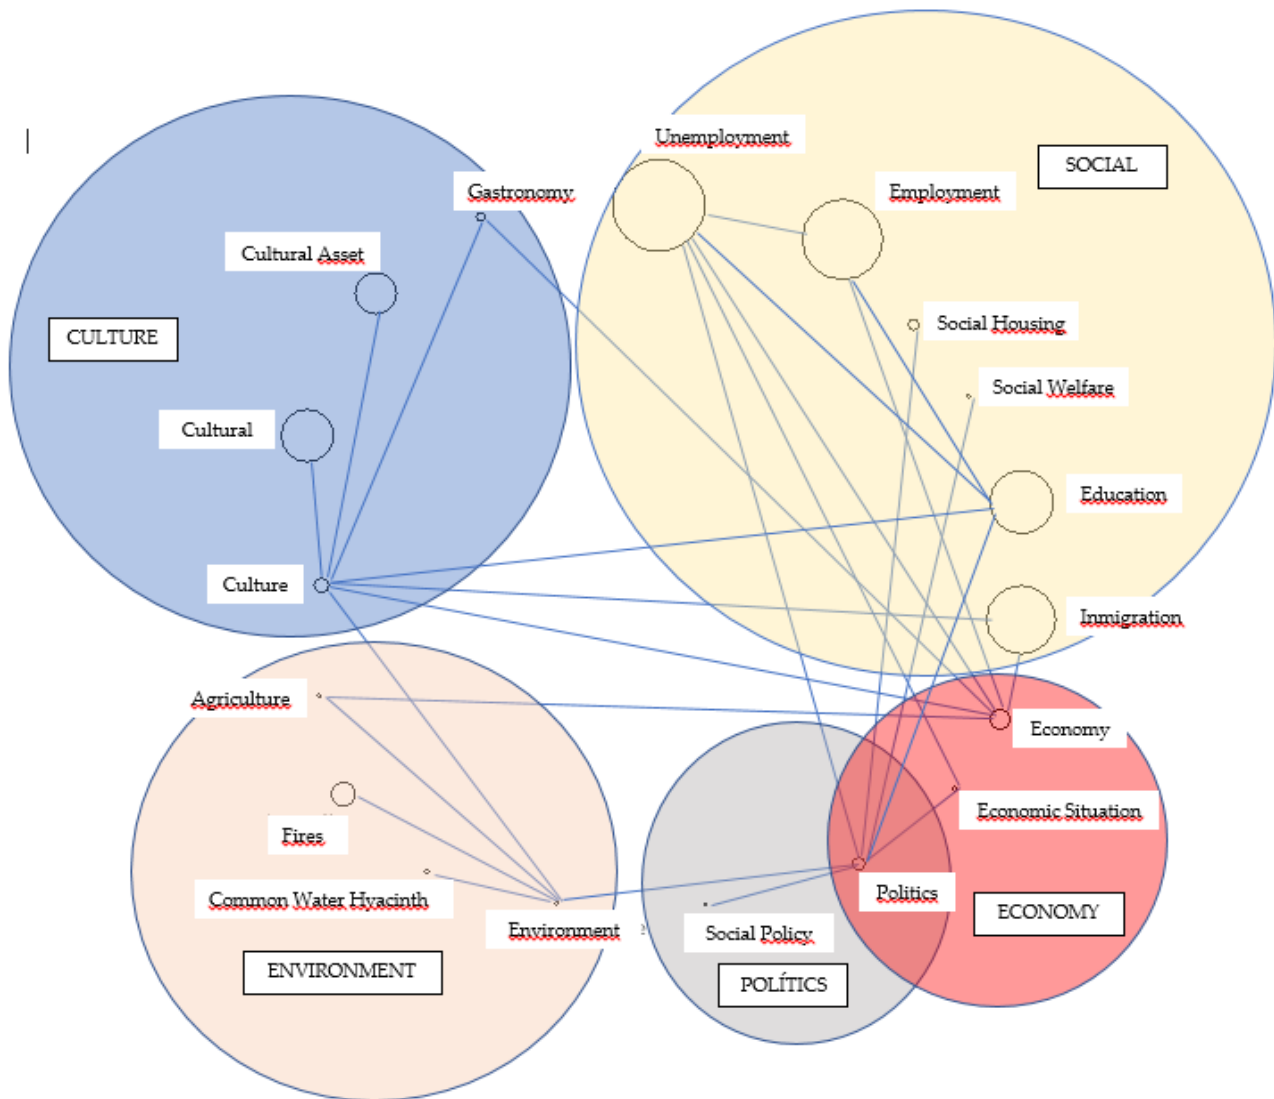 Unemployment
SOCIAL
Gastronomy
Employment
Cultural Asset
CULTURE
Social Housing
Social Welfare
Cultural
Education
Culture
Inmigration
Agriculture
Economy
Economic Situation
Fires
Common Water Hyacinth
Politics
ECONOMY
Environment
Social Policy
ENVIRONMENT
POLÍTICS